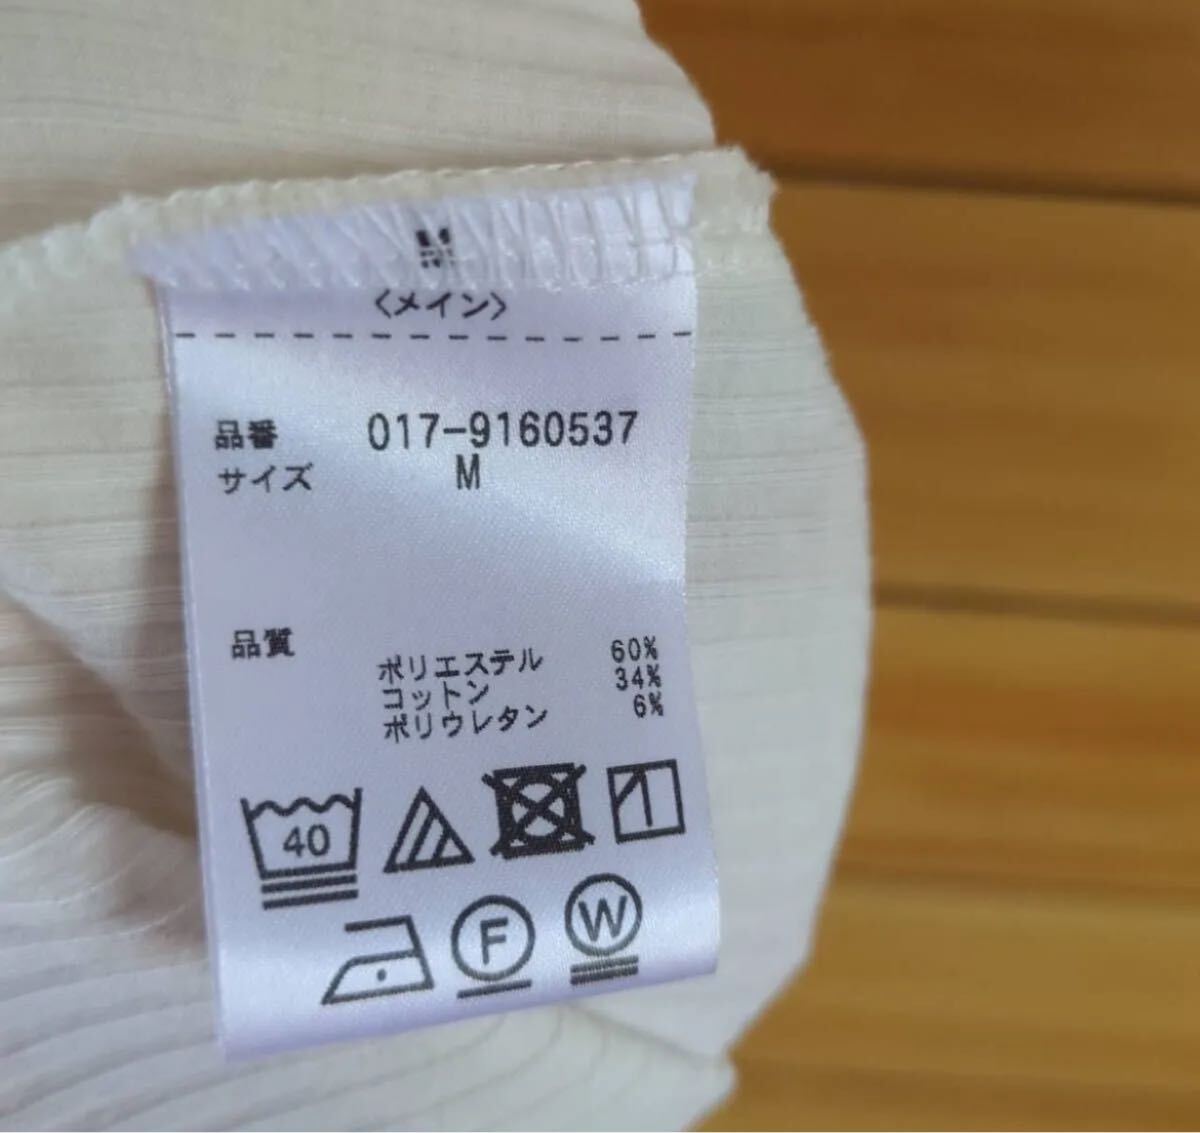 M
〈メイン〉
品番 017-9160537
サイズ M
品質
ポリエステル 60%
コットン 34%
ポリウレタン 6%
40
F
W